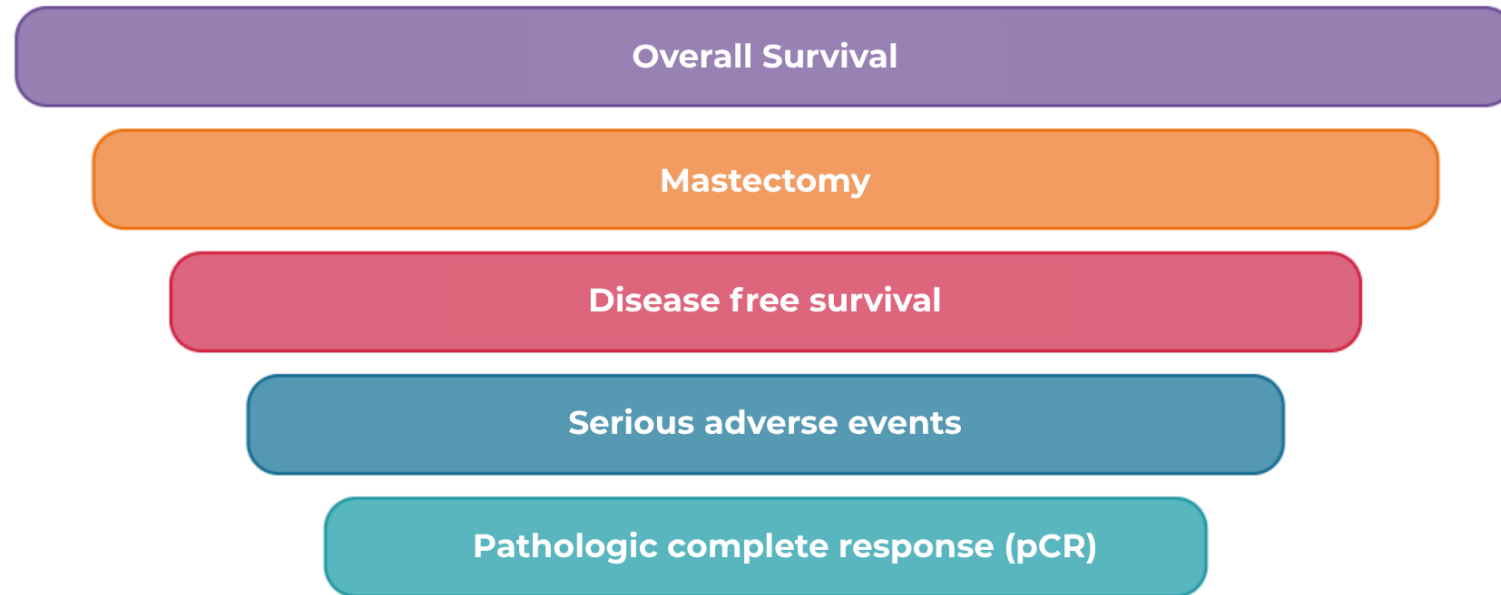 Overall Survival
Mastectomy
Disease free survival
Serious adverse events
Pathologic complete response (pCR)